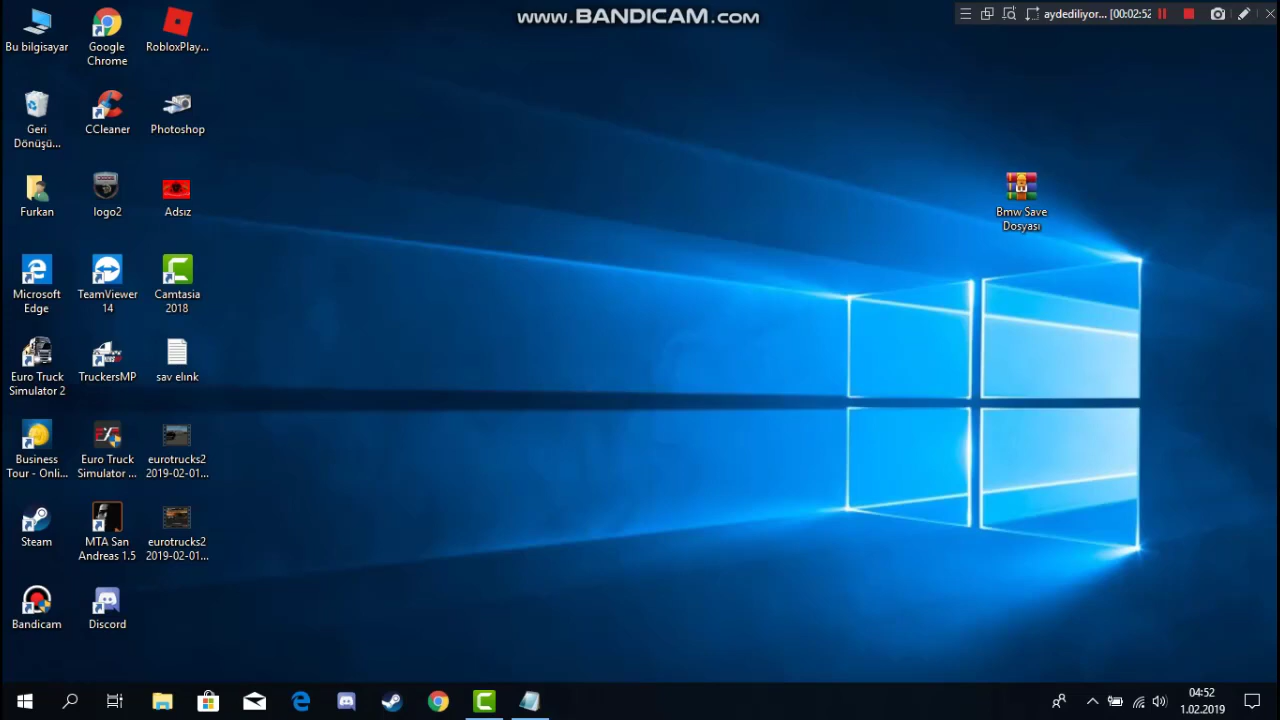 www.BANDICAM.com
aydediliyor... [00:02:52]
Bu bilgisayar
Google
Chrome
RobloxPlay...
Geri
Dönüşü...
CCleaner
Photoshop
Furkan
logo2
Adsız
Bmw Save
Dosyası
Microsoft
Edge
TeamViewer
14
Camtasia
2018
Euro Truck
Simulator 2
TruckersMP
sav elınk
Business
Tour - Onli...
Euro Truck
Simulator ...
eurotrucks2
2019-02-01...
Steam
MTA San
Andreas 1.5
eurotrucks2
2019-02-01...
Bandicam
Discord
04:52
1.02.2019